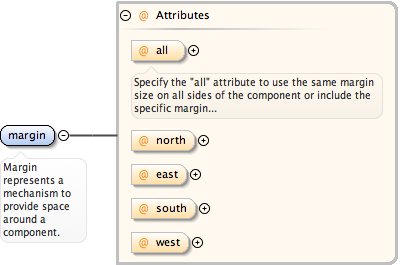 @ Attributes
@ all
Specify the "all" attribute to use the same margin
size on all sides of the component or include the
specific margin...
@ north
margin
@ east
Margin
represents a
mechanism to
provide space
around a
component.
@ south
@ west